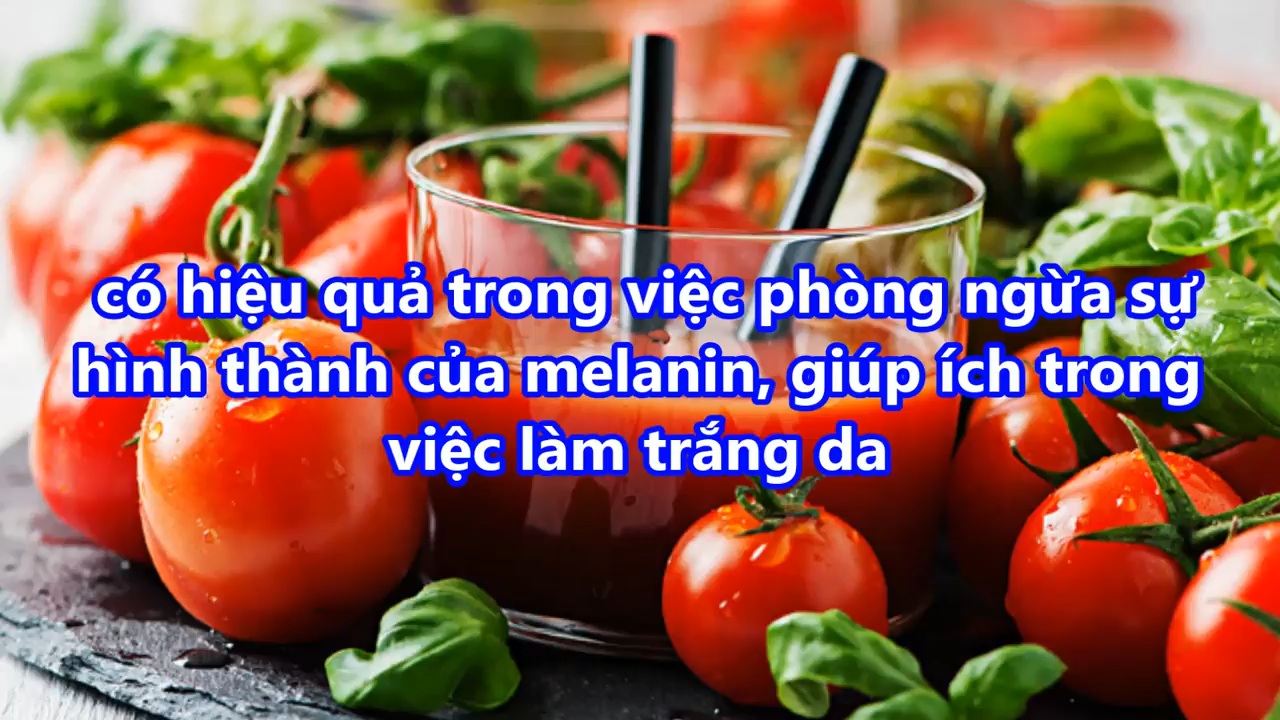 có hiệu quả trong việc phòng ngừa sự
hình thành của melanin, giúp ích trong
việc làm trắng da